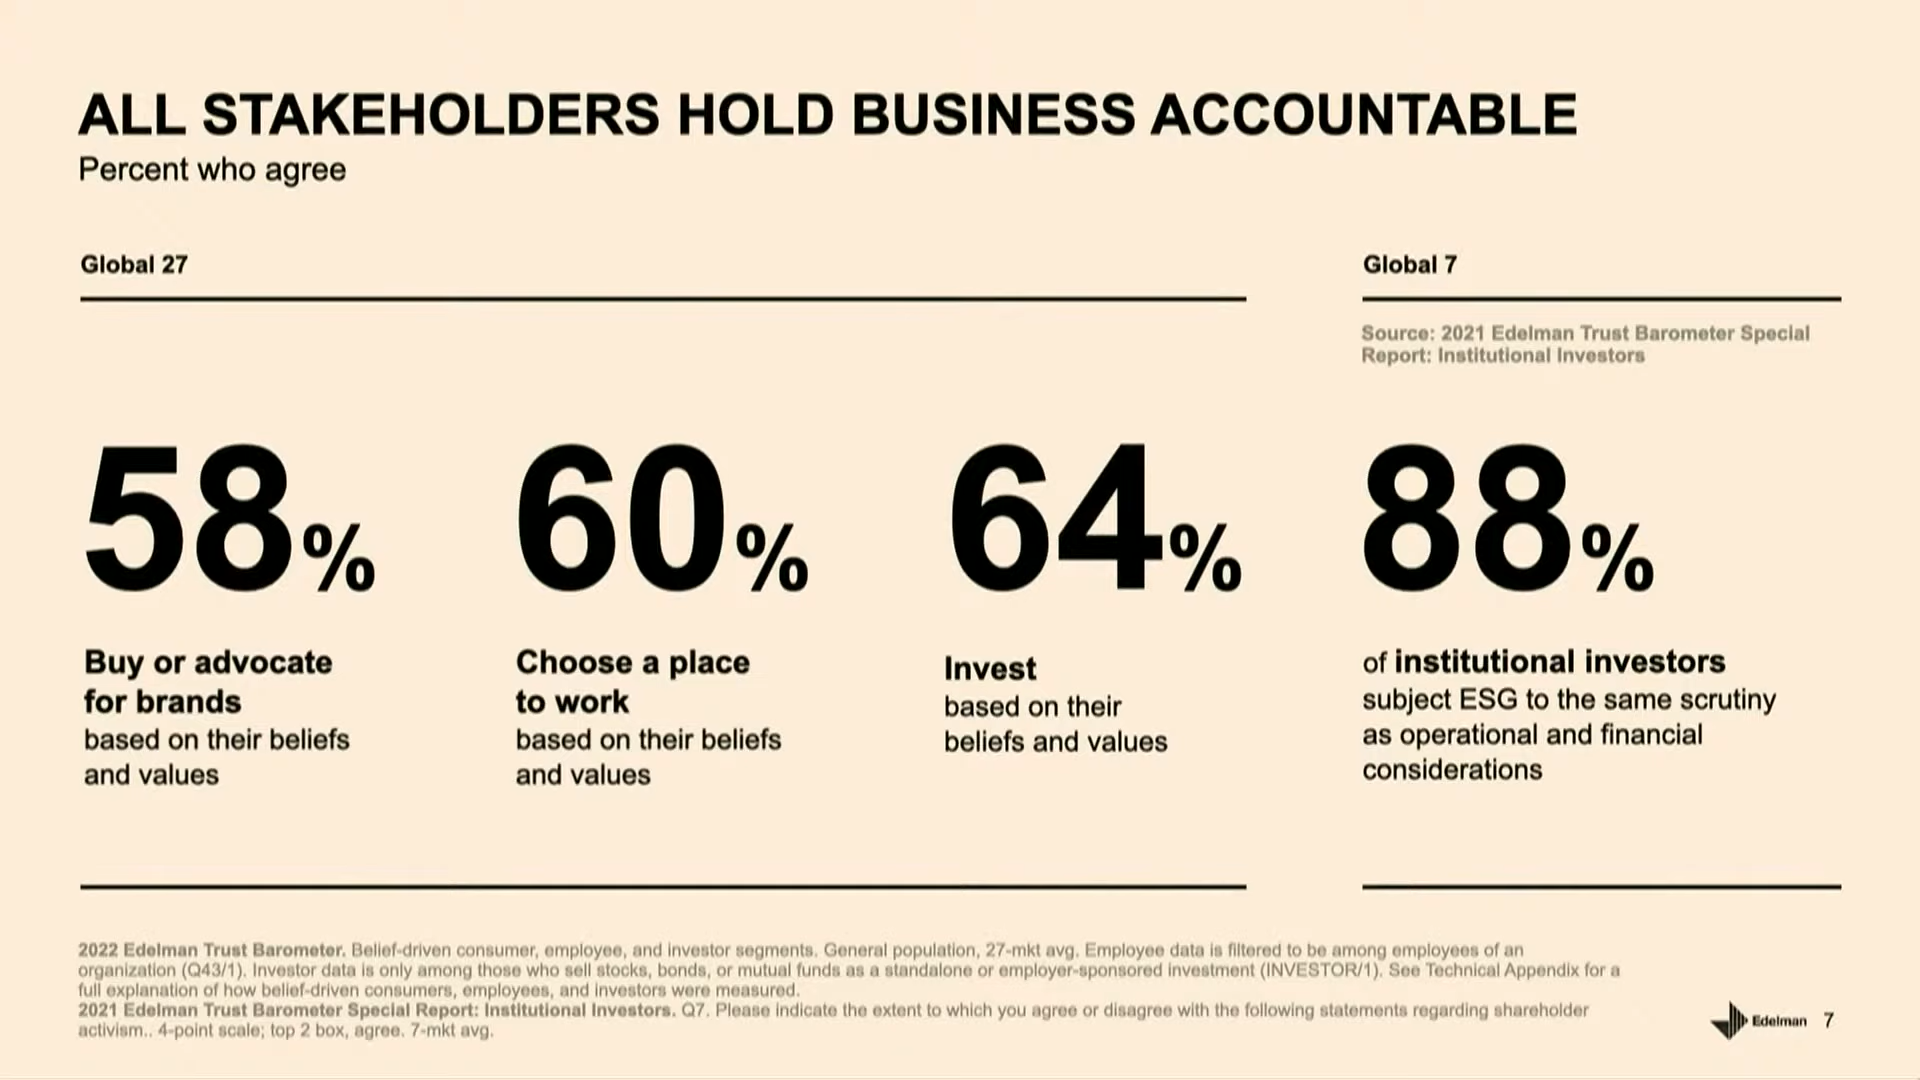 ALL STAKEHOLDERS HOLD BUSINESS ACCOUNTABLE
Percent who agree
Global 27
58%
Buy or advocate
for brands
based on their beliefs
and values
60%
Choose a place
to work
based on their beliefs
and values
64%
Invest
based on their
beliefs and values
Global 7
Source: 2021 Edelman Trust Barometer Special
Report: Institutional Investors
88%
of institutional investors
subject ESG to the same scrutiny
as operational and financial
considerations
2022 Edelman Trust Barometer. Belief-driven consumer, employee, and investor segments. General population, 27-mkt avg. Employee data is filtered to be among employees of an
organization (Q43/1). Investor data is only among those who sell stocks, bonds, or mutual funds as a standalone or employer-sponsored investment (INVESTOR/1). See Technical Appendix for a
full explanation of how belief-driven consumers, employees, and investors were measured.
2021 Edelman Trust Barometer Special Report: Institutional Investors. Q7. Please indicate the extent to which you agree or disagree with the following statements regarding shareholder
activism.. 4-point scale; top 2 box, agree. 7-mkt avg.
Edelman 7